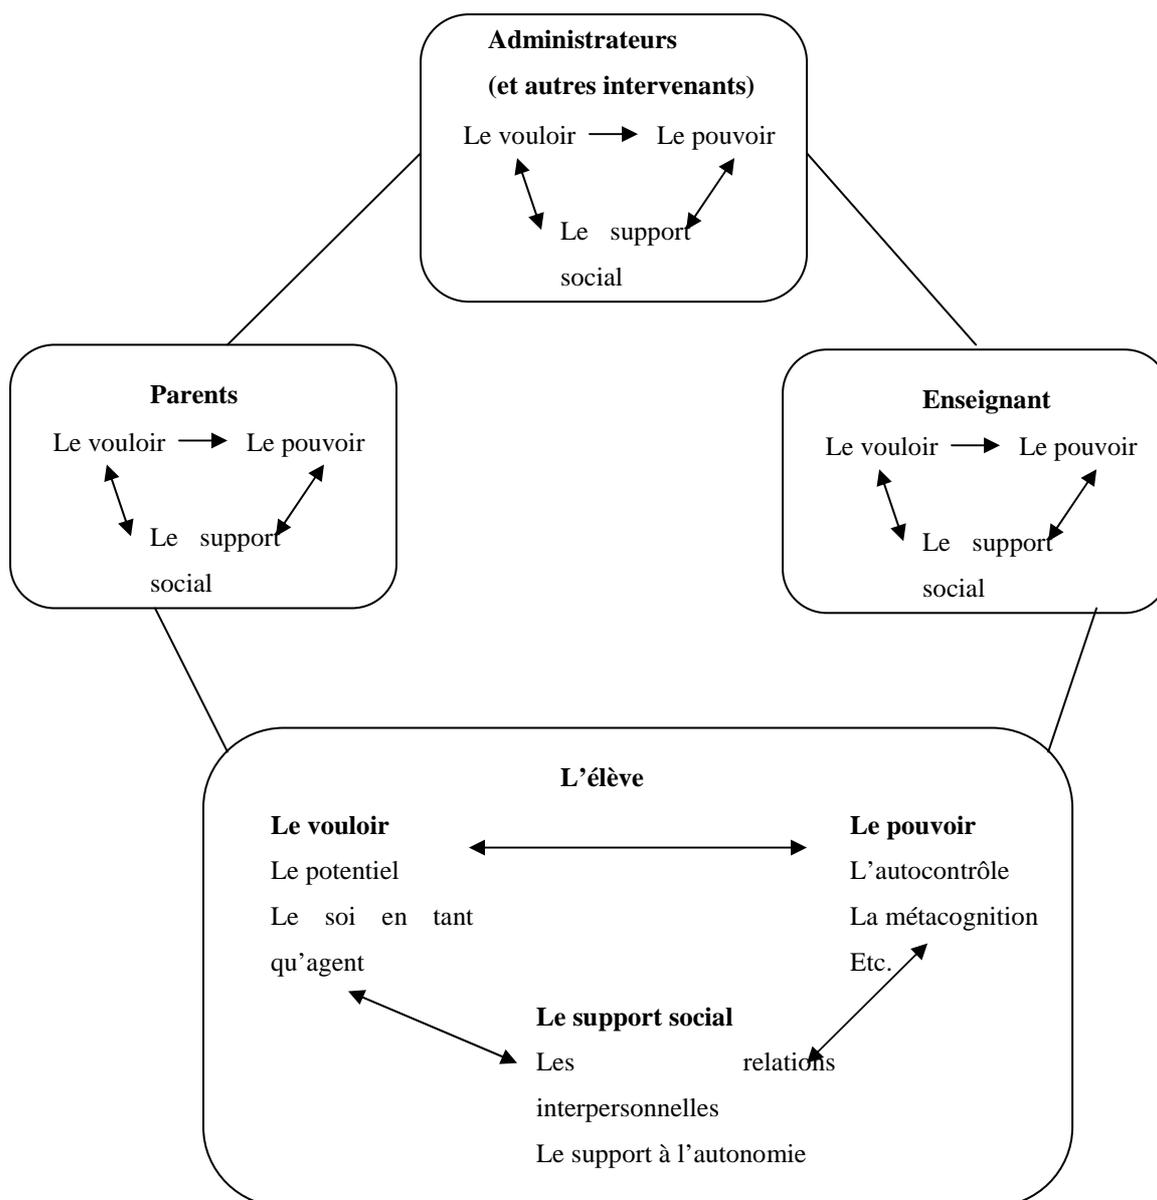 Administrateurs
(et autres intervenants)
Le vouloir Le pouvoir
Le support
social
Parents
Le vouloir Le pouvoir
Le support
social
Enseignant
Le vouloir Le pouvoir
Le support
social
L’élève
Le vouloir
Le potentiel
Le soi en tant
qu’agent
Le pouvoir
L’autocontrôle
La métacognition
Etc.
Le support social
Les relations
interpersonnelles
Le support à l’autonomie